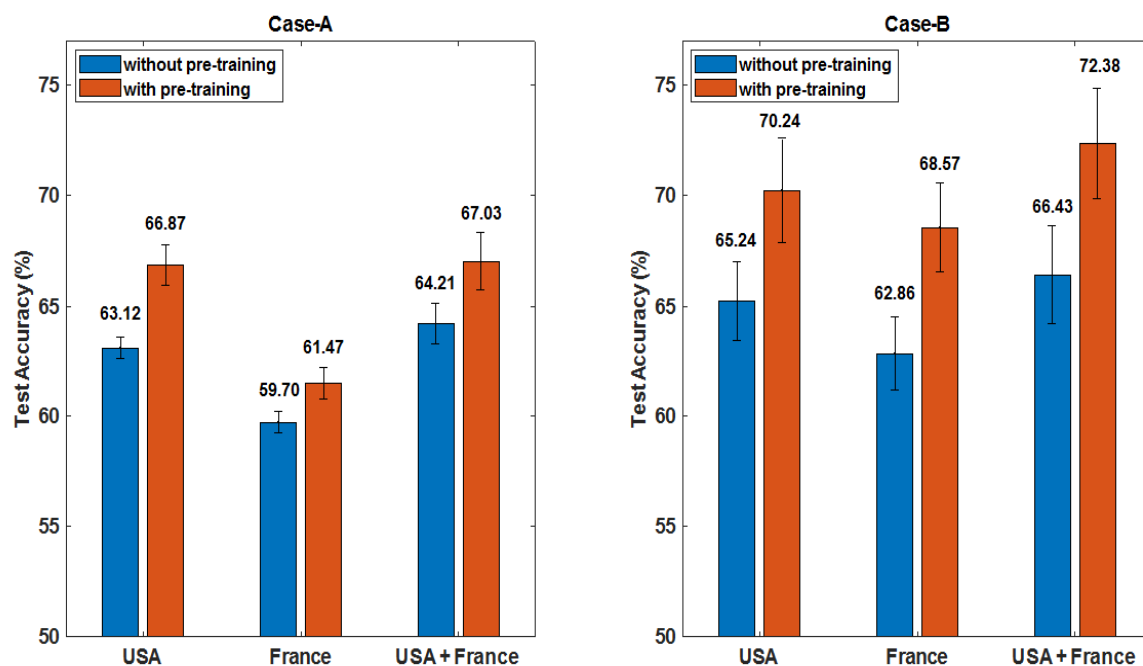 Case-A
without pre-training
with pre-training
Test Accuracy (%)
75
70
65
60
55
50
63.12
66.87
59.70
61.47
64.21
67.03
USA
France
USA + France
Case-B
without pre-training
with pre-training
Test Accuracy (%)
75
70
65
60
55
50
65.24
70.24
62.86
68.57
66.43
72.38
USA
France
USA + France